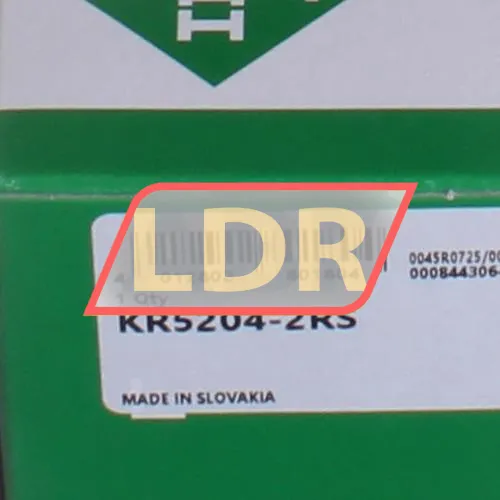 LDR
0045R0725/00
000844306
1 Qty
KR5204-2RS
MADE IN SLOVAKIA